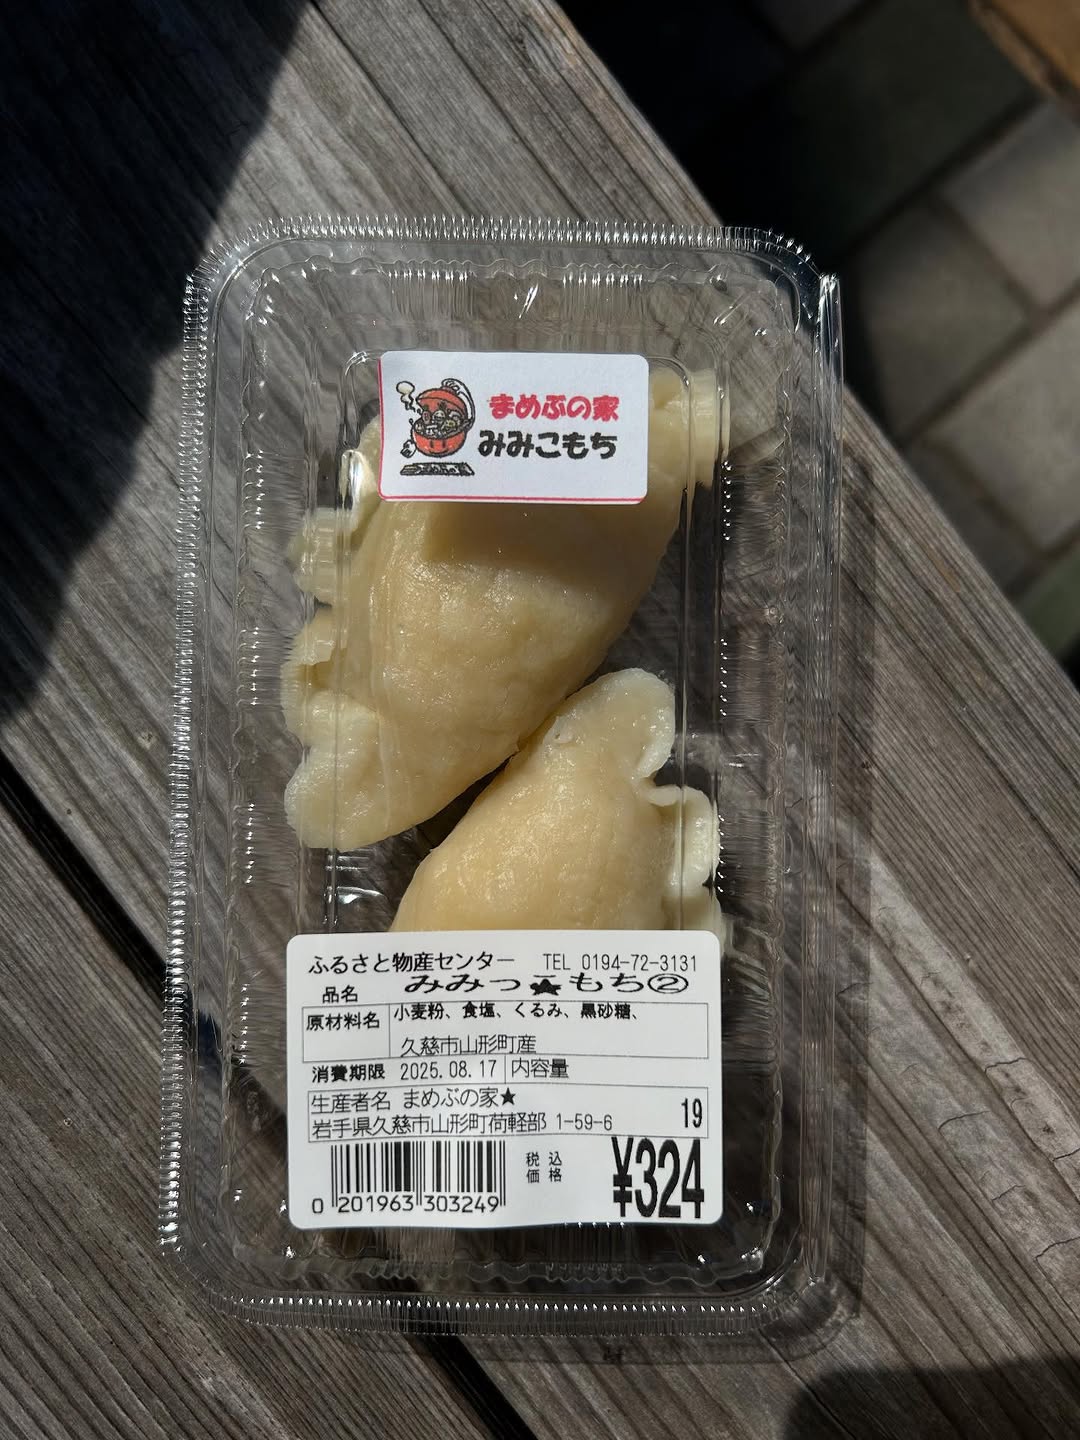 まめぶの家
みみこもち
ふるさと物産センター TEL 0194-72-3131
品名 みみっこもち②
原材料名 小麦粉、食塩、くるみ、黒砂糖、
久慈市山形町産
消費期限 2025.08.17 内容量
生産者名 まめぶの家★
岩手県久慈市山形町荷軽部 1-59-6 19
税込
価格 ¥324
0 201963 303249